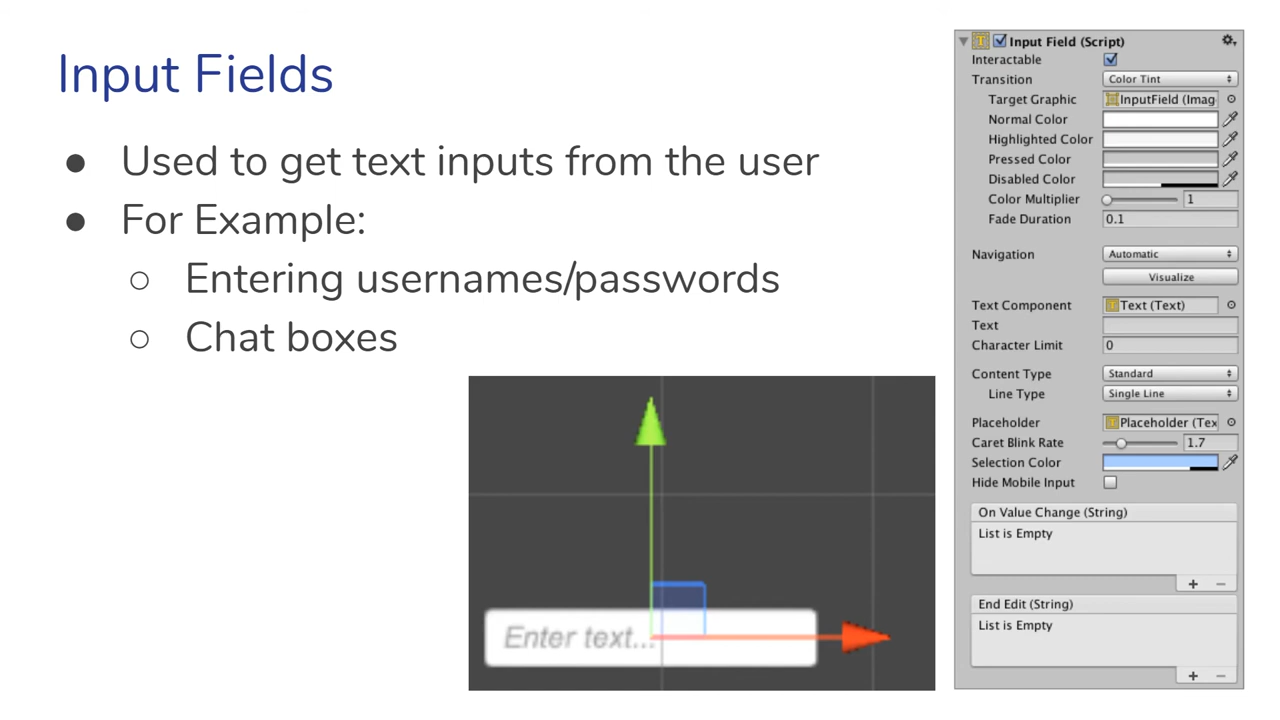 Input Fields
● Used to get text inputs from the user
● For Example:
○ Entering usernames/passwords
○ Chat boxes
Enter text...
Input Field (Script)
Interactable
Transition Color Tint
Target Graphic InputField (Imag
Normal Color
Highlighted Color
Pressed Color
Disabled Color
Color Multiplier 1
Fade Duration 0.1
Navigation Automatic
Visualize
Text Component Text (Text)
Text
Character Limit 0
Content Type Standard
Line Type Single Line
Placeholder Placeholder (Tex
Caret Blink Rate 1.7
Selection Color
Hide Mobile Input
On Value Change (String)
List is Empty
+ −
End Edit (String)
List is Empty
+ −